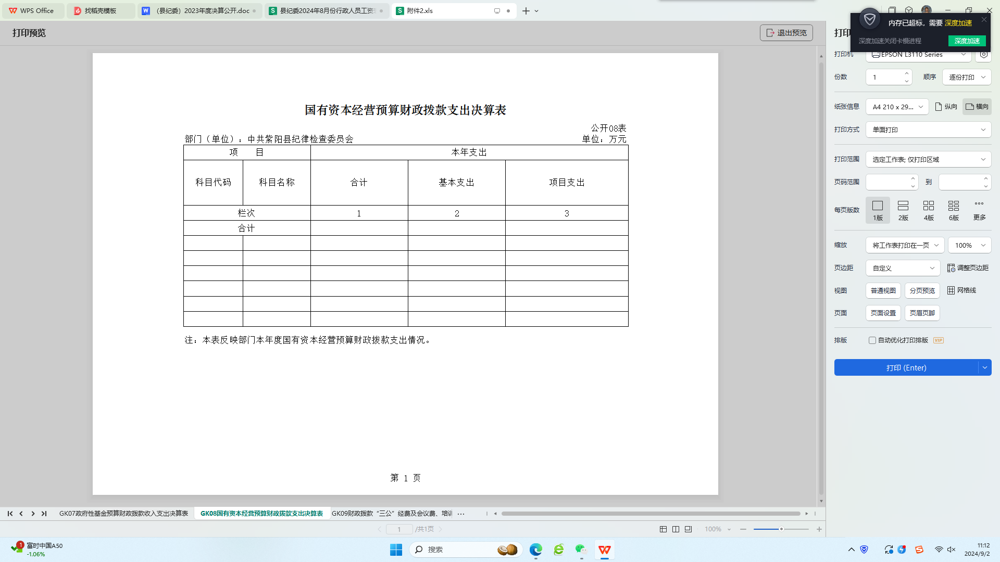 WPS Office
找稻壳模板
（县纪委）2023年度决算公开.doc
县纪委2024年8月份行政人员工资
附件2.xls
打印预览
退出预览
内存已超标，需要 深度加速
深度加速关闭卡慢进程
深度加速
国有资本经营预算财政拨款支出决算表
公开08表
部门（单位）：中共紫阳县纪律检查委员会
单位：万元
项 目
本年支出
科目代码
科目名称
合计
基本支出
项目支出
栏次
1
2
3
合计
注：本表反映部门本年度国有资本经营预算财政拨款支出情况。
第 1 页
打印
打印机
EPSON L3110 Series
份数
1
顺序
逐份打印
纸张信息
A4 210 x 29...
纵向
横向
打印方式
单面打印
打印范围
选定工作表; 仅打印区域
页码范围
到
每页版数
1版
2版
4版
6版
更多
缩放
将工作表打印在一页
100%
页边距
自定义
调整页边距
视图
普通视图
分页预览
网格线
页面
页面设置
页眉页脚
排版
自动优化打印排版
VIP
打印 (Enter)
GK07政府性基金预算财政拨款收入支出决算表
GK08国有资本经营预算财政拨款支出决算表
GK09财政拨款“三公”经费及会议费、培训
...
1
/共1页
100%
1
富时中国A50
-1.06%
搜索
11:12
2024/9/2